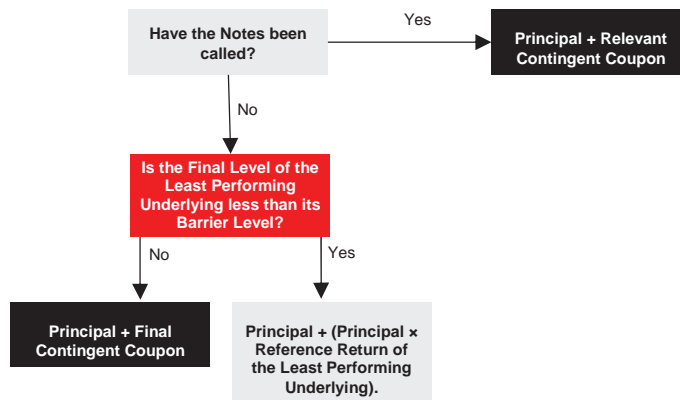 Have the Notes been
called?
Yes
Principal + Relevant
Contingent Coupon
No
Is the Final Level of the
Least Performing
Underlying less than its
Barrier Level?
No
Yes
Principal + Final
Contingent Coupon
Principal + (Principal ×
Reference Return of
the Least Performing
Underlying).